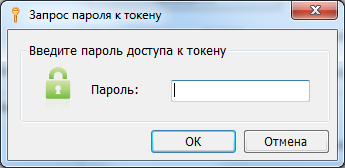 Запрос пароля к токену
Введите пароль доступа к токену
Пароль:
OK
Отмена